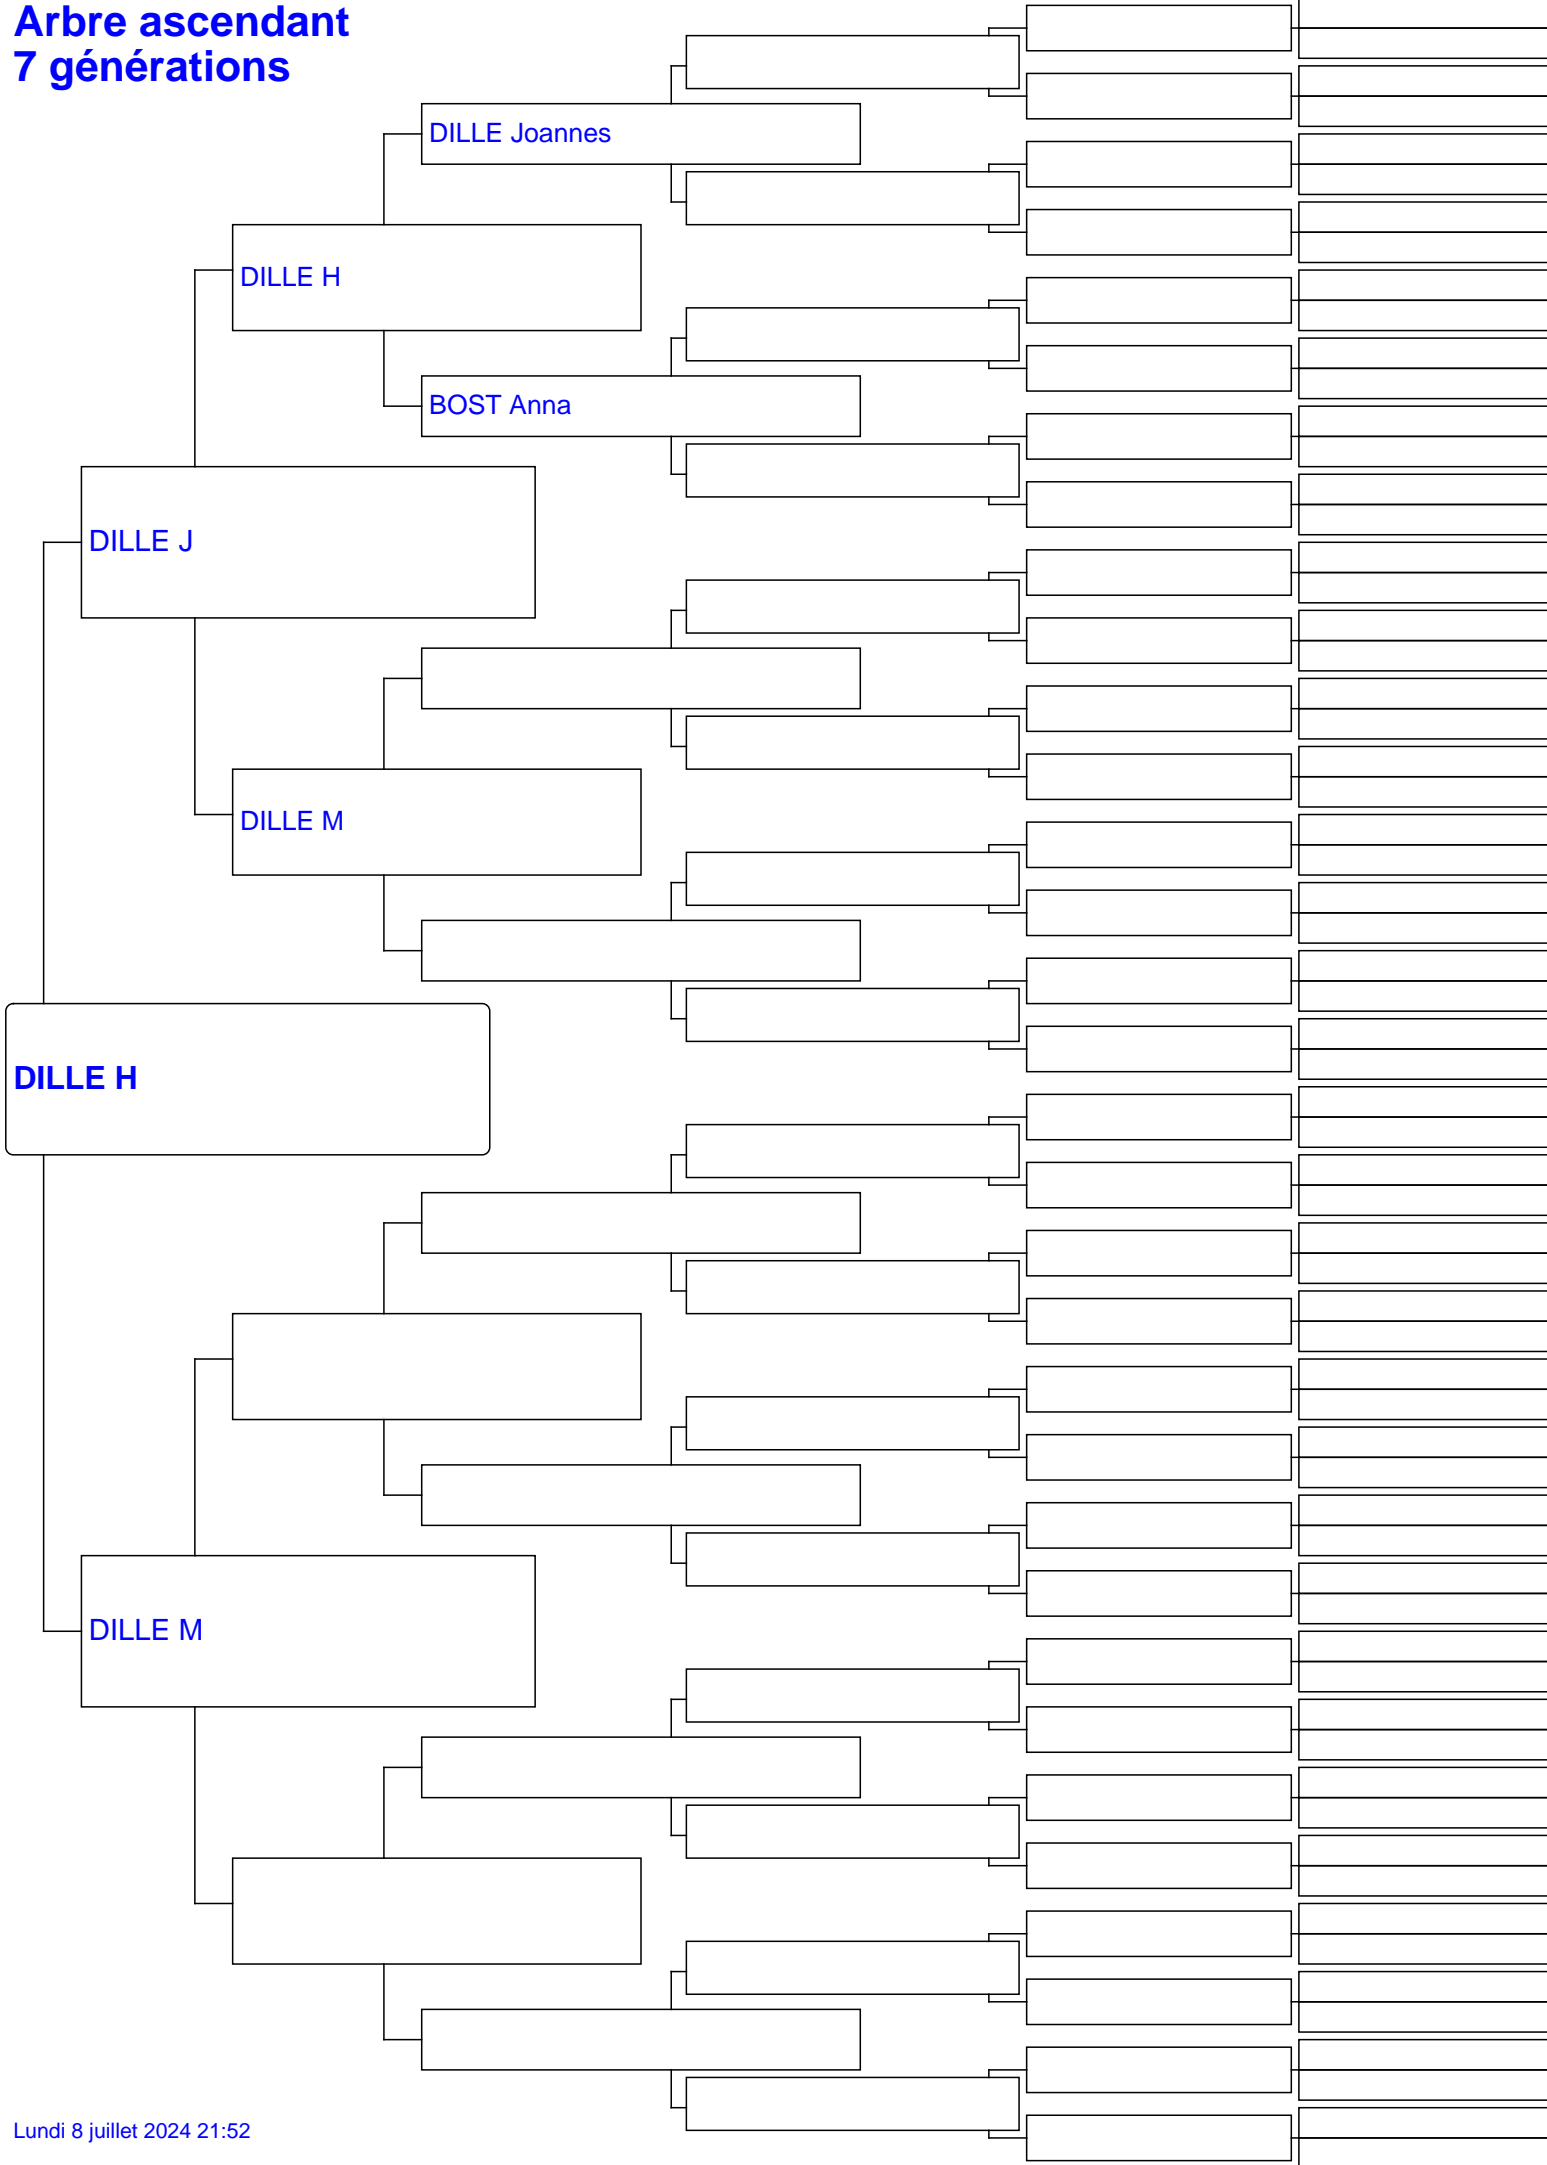 Arbre ascendant
7 générations
DILLE Joannes
DILLE H
BOST Anna
DILLE J
DILLE M
DILLE H
DILLE M
Lundi 8 juillet 2024 21:52